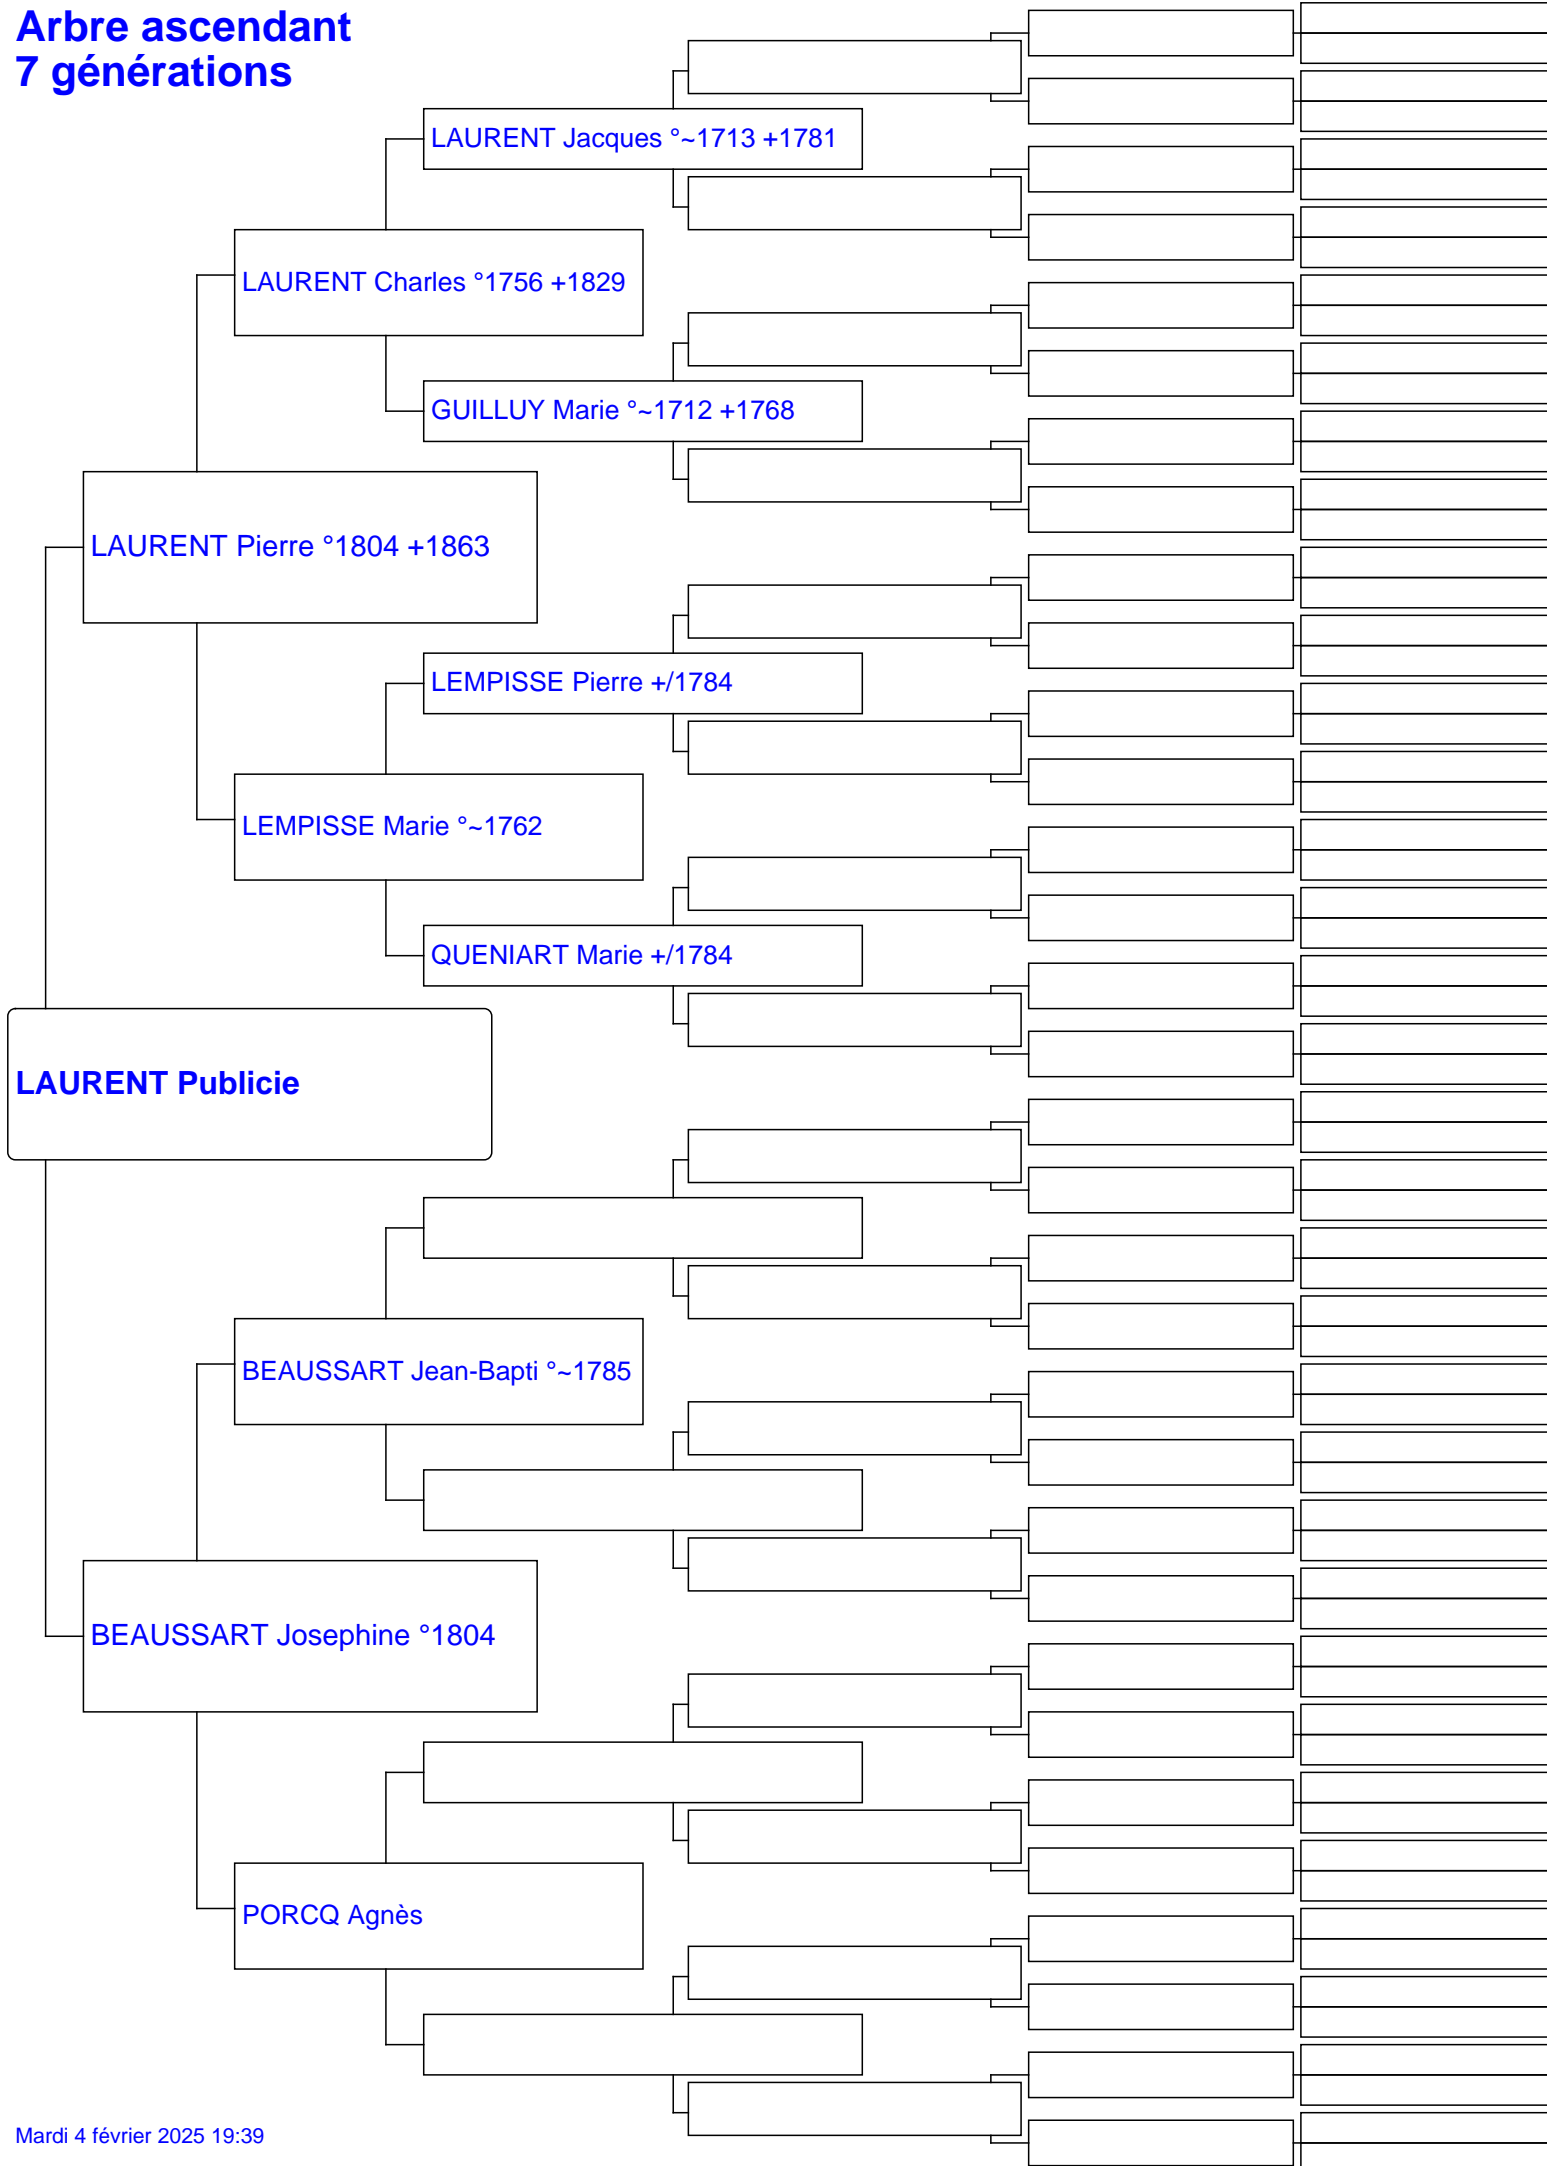 Arbre ascendant
7 générations
LAURENT Jacques °~1713 +1781
LAURENT Charles °1756 +1829
GUILLUY Marie °~1712 +1768
LAURENT Pierre °1804 +1863
LEMPISSE Pierre +/1784
LEMPISSE Marie °~1762
QUENIART Marie +/1784
LAURENT Publicie
BEAUSSART Jean-Bapti °~1785
BEAUSSART Josephine °1804
PORCQ Agnès
Mardi 4 février 2025 19:39